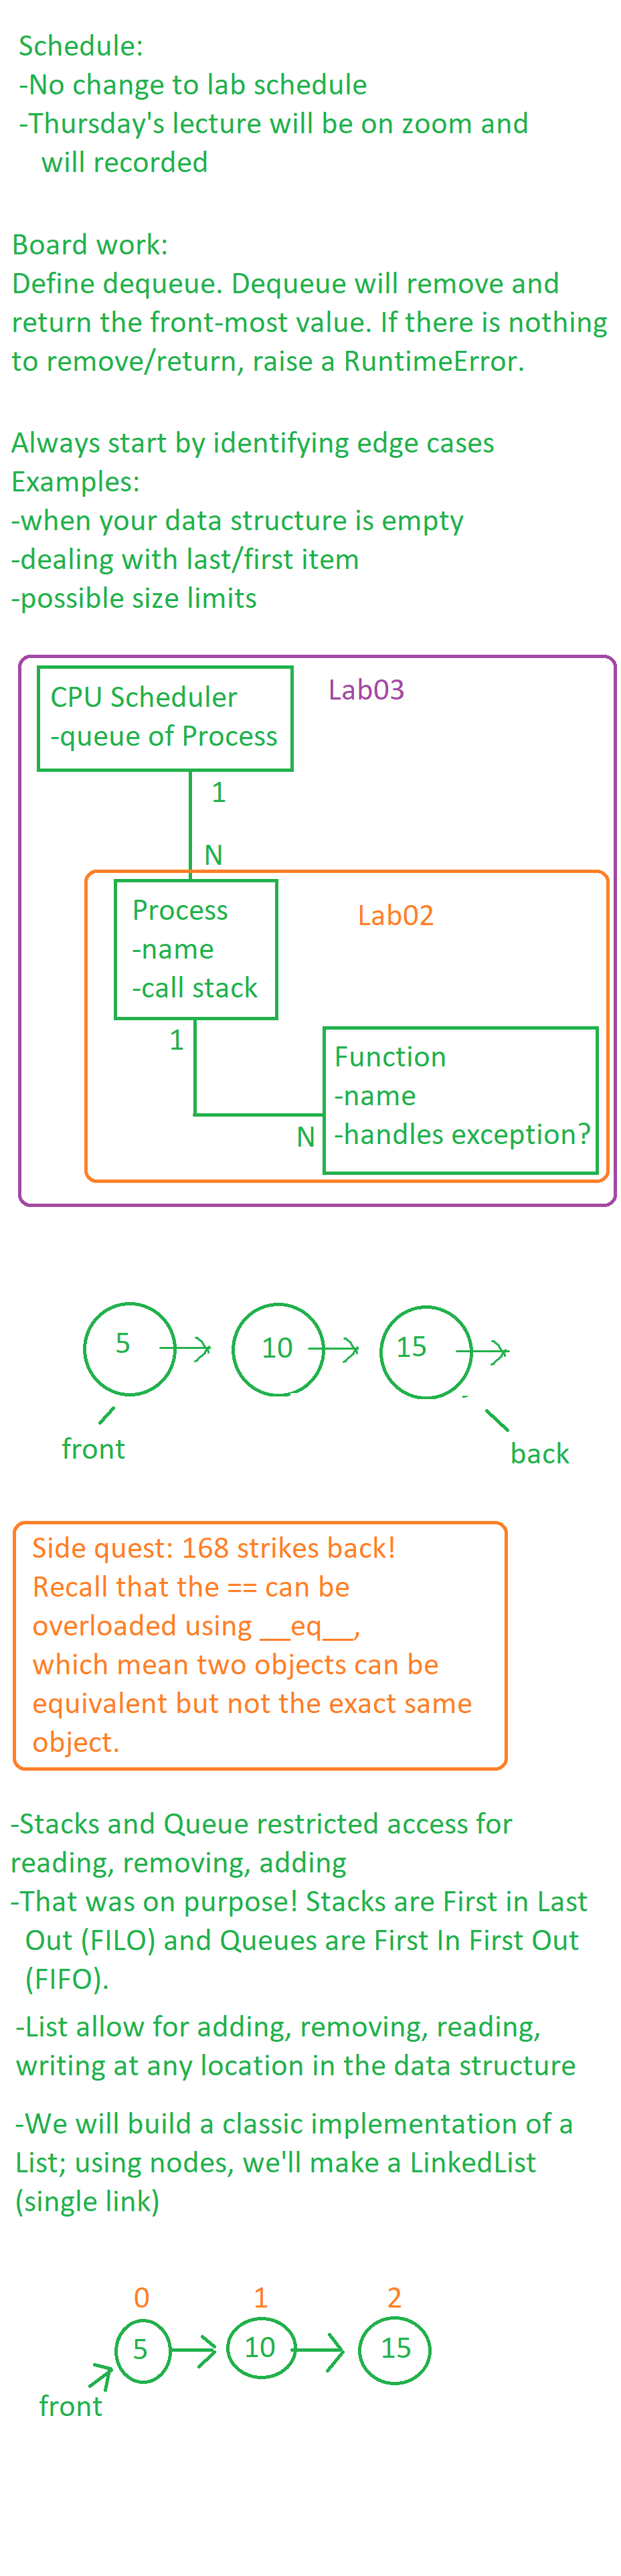 Schedule:
-No change to lab schedule
-Thursday's lecture will be on zoom and
will recorded
Board work:
Define dequeue. Dequeue will remove and
return the front-most value. If there is nothing
to remove/return, raise a RuntimeError.
Always start by identifying edge cases
Examples:
-when your data structure is empty
-dealing with last/first item
-possible size limits
Lab03
CPU Scheduler
-queue of Process
1
N
Lab02
Process
-name
-call stack
1
Function
-name
-handles exception?
N
5
10
15
front
back
Side quest: 168 strikes back!
Recall that the == can be
overloaded using __eq__,
which mean two objects can be
equivalent but not the exact same
object.
-Stacks and Queue restricted access for
reading, removing, adding
-That was on purpose! Stacks are First in Last
Out (FILO) and Queues are First In First Out
(FIFO).
-List allow for adding, removing, reading,
writing at any location in the data structure
-We will build a classic implementation of a
List; using nodes, we'll make a LinkedList
(single link)
0 1 2
5 10 15
front